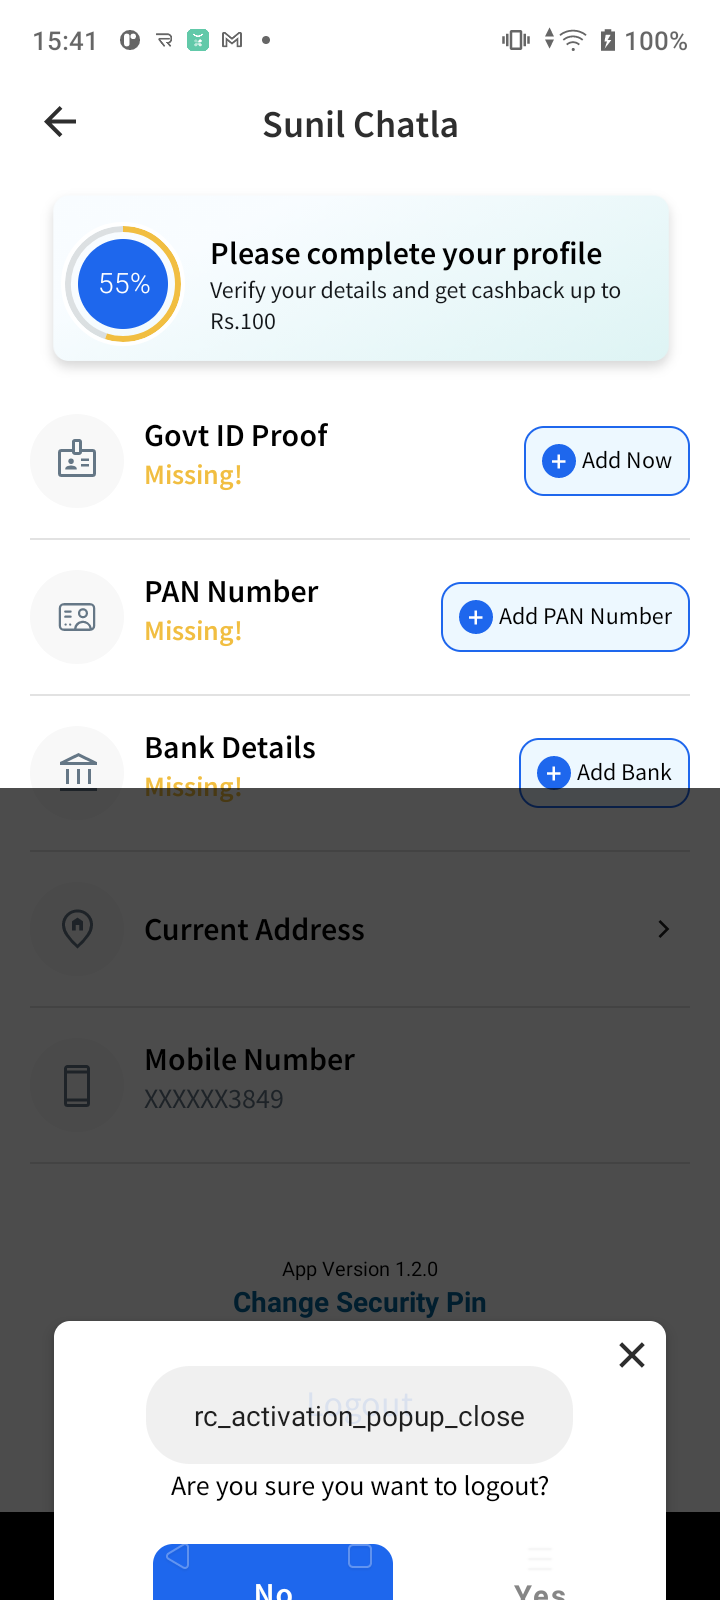 15:41
100%
Sunil Chatla
55%
Please complete your profile
Verify your details and get cashback up to
Rs.100
Govt ID Proof
Missing!
Add Now
PAN Number
Missing!
Add PAN Number
Bank Details
Missing!
Add Bank
Current Address
Mobile Number
XXXXXX3849
App Version 1.2.0
Change Security Pin
Logout
rc_activation_popup_close
Are you sure you want to logout?
No
Yes